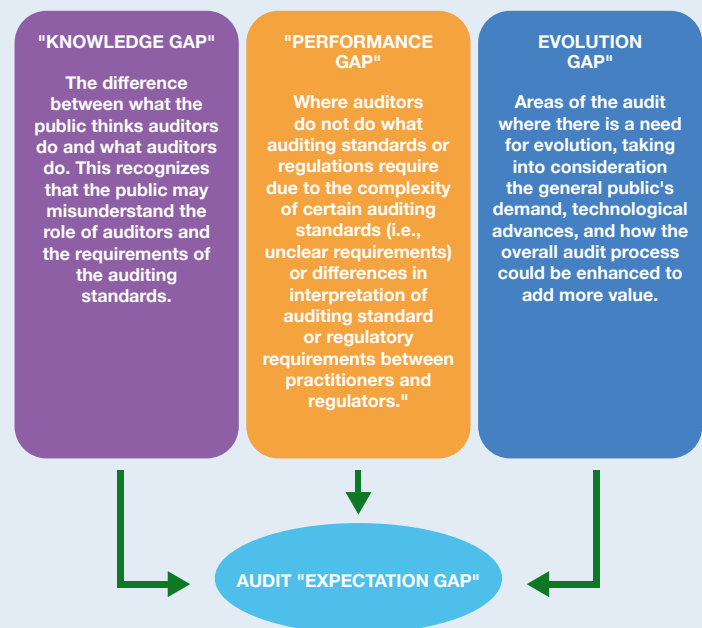 "KNOWLEDGE GAP"
The difference
between what the
public thinks auditors
do and what auditors
do. This recognizes
that the public may
misunderstand the
role of auditors and
the requirements of
the auditing
standards.
"PERFORMANCE
GAP"
Where auditors
do not do what
auditing standards or
regulations require
due to the complexity
of certain auditing
standards (i.e.,
unclear requirements)
or differences in
interpretation of
auditing standard
or regulatory
requirements between
practitioners and
regulators."
EVOLUTION
GAP"
Areas of the audit
where there is a need
for evolution, taking
into consideration
the general public's
demand, technological
advances, and how the
overall audit process
could be enhanced to
add more value.
AUDIT "EXPECTATION GAP"